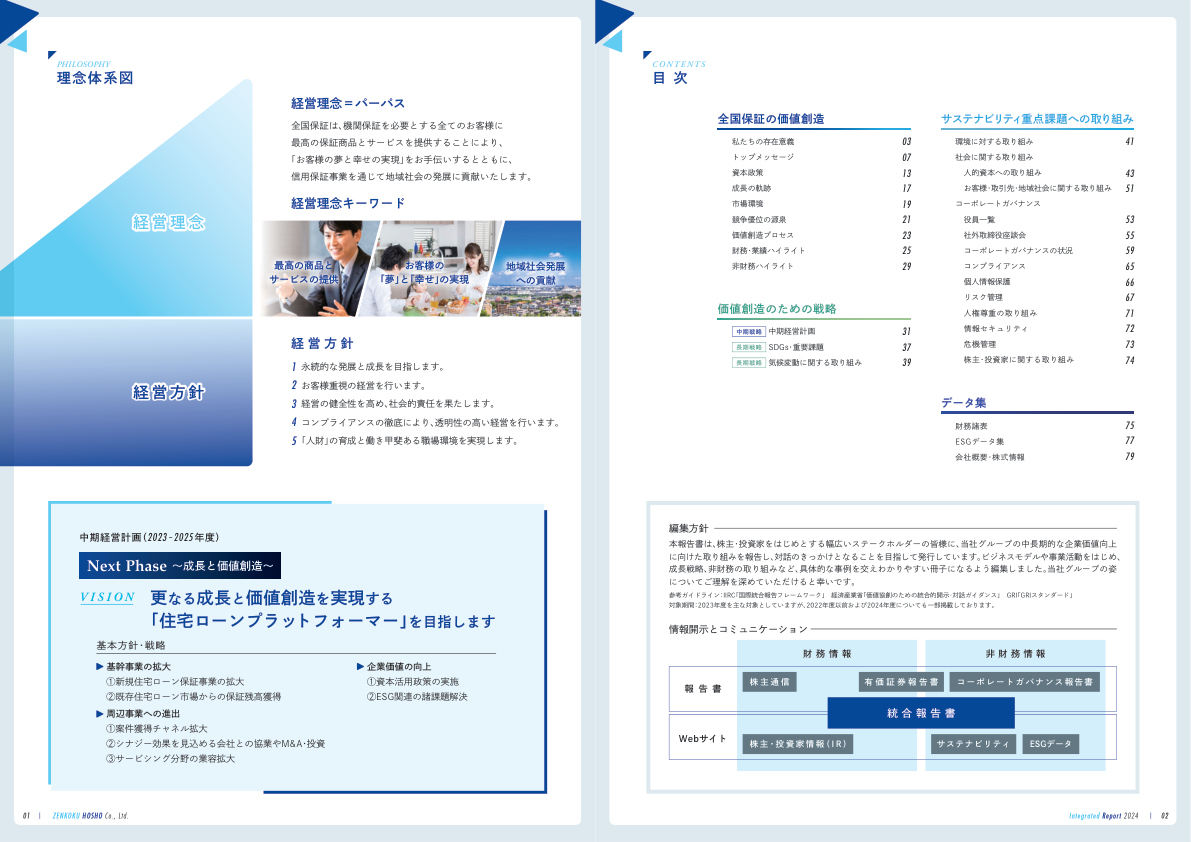 PHILOSOPHY
理念体系図
経営理念
経営方針
経営理念＝パーパス
全国保証は、機関保証を必要とする全てのお客様に
最高の保証商品とサービスを提供することにより、
「お客様の夢と幸せの実現」をお手伝いするとともに、
信用保証事業を通じて地域社会の発展に貢献いたします。
経営理念キーワード
最高の商品と
サービスの提供
お客様の
「夢」と「幸せ」の実現
地域社会発展
への貢献
経営方針
1 永続的な発展と成長を目指します。
2 お客様重視の経営を行います。
3 経営の健全性を高め、社会的責任を果たします。
4 コンプライアンスの徹底により、透明性の高い経営を行います。
5 「人財」の育成と働き甲斐ある職場環境を実現します。
中期経営計画（2023-2025年度）
Next Phase ～成長と価値創造～
VISION
更なる成長と価値創造を実現する
「住宅ローンプラットフォーマー」を目指します
基本方針・戦略
▶ 基幹事業の拡大
①新規住宅ローン保証事業の拡大
②既存住宅ローン市場からの保証残高獲得
▶ 周辺事業への進出
①案件獲得チャネル拡大
②シナジー効果を見込める会社との協業やM&A・投資
③サービシング分野の業容拡大
▶ 企業価値の向上
①資本活用政策の実施
②ESG関連の諸課題解決
01 | ZENKOKU HOSHO Co., Ltd.
CONTENTS
目次
全国保証の価値創造
私たちの存在意義 03
トップメッセージ 07
資本政策 13
成長の軌跡 17
市場環境 19
競争優位の源泉 21
価値創造プロセス 23
財務・業績ハイライト 25
非財務ハイライト 29
価値創造のための戦略
中期戦略 中期経営計画 31
長期戦略 SDGs・重要課題 37
長期戦略 気候変動に関する取り組み 39
サステナビリティ重点課題への取り組み
環境に対する取り組み 41
社会に関する取り組み
人的資本への取り組み 43
お客様・取引先・地域社会に関する取り組み 51
コーポレートガバナンス
役員一覧 53
社外取締役座談会 55
コーポレートガバナンスの状況 59
コンプライアンス 65
個人情報保護 66
リスク管理 67
人権尊重の取り組み 71
情報セキュリティ 72
危機管理 73
株主・投資家に関する取り組み 74
データ集
財務諸表 75
ESGデータ集 77
会社概要・株式情報 79
編集方針
本報告書は、株主・投資家をはじめとする幅広いステークホルダーの皆様に、当社グループの中長期的な企業価値向上
に向けた取り組みを報告し、対話のきっかけとなることを目指して発行しています。ビジネスモデルや事業活動をはじめ、
成長戦略、非財務の取り組みなど、具体的な事例を交えわかりやすい冊子になるよう編集しました。当社グループの姿
についてご理解を深めていただけると幸いです。
参考ガイドライン：IIRC「国際統合報告フレームワーク」 経済産業省「価値協創のための統合的開示・対話ガイダンス」 GRI「GRIスタンダード」
対象期間：2023年度を主な対象としていますが、2022年度以前および2024年度についても一部掲載しております。
情報開示とコミュニケーション
財務情報
非財務情報
報告書
株主通信
有価証券報告書
コーポレートガバナンス報告書
統合報告書
Webサイト
株主・投資家情報（IR）
サステナビリティ
ESGデータ
Integrated Report 2024 | 02